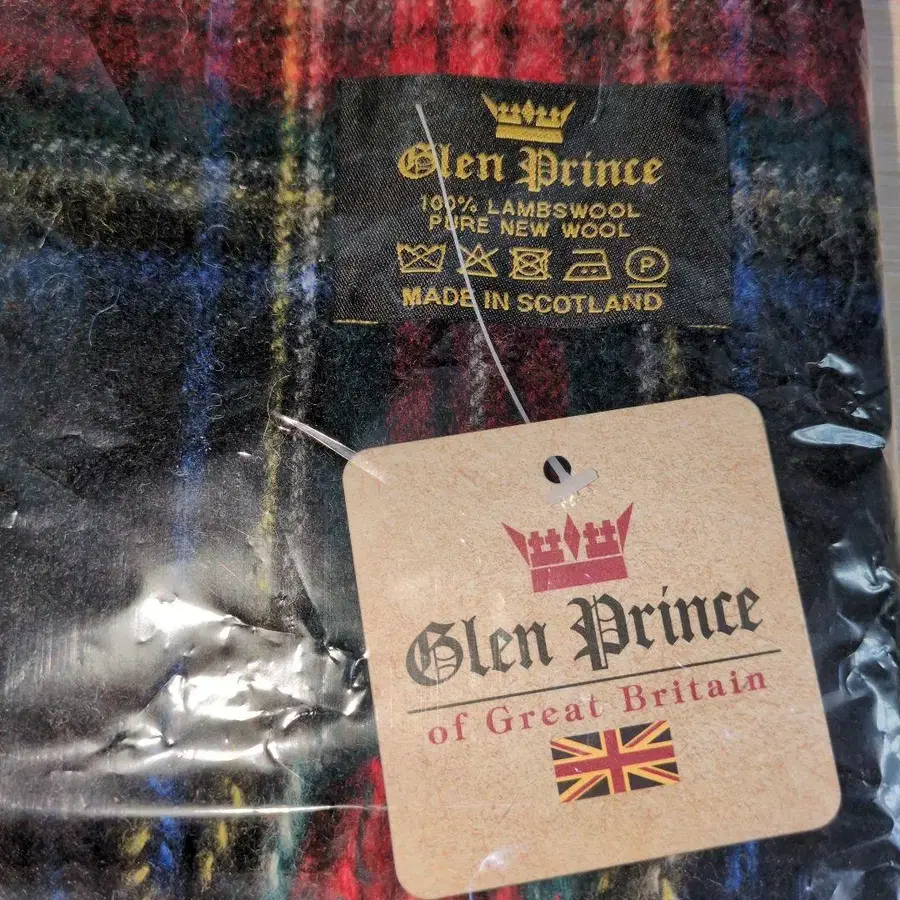 Glen Prince
100% LAMBSWOOL
PURE NEW WOOL
P
MADE IN SCOTLAND
Glen Prince
of Great Britain